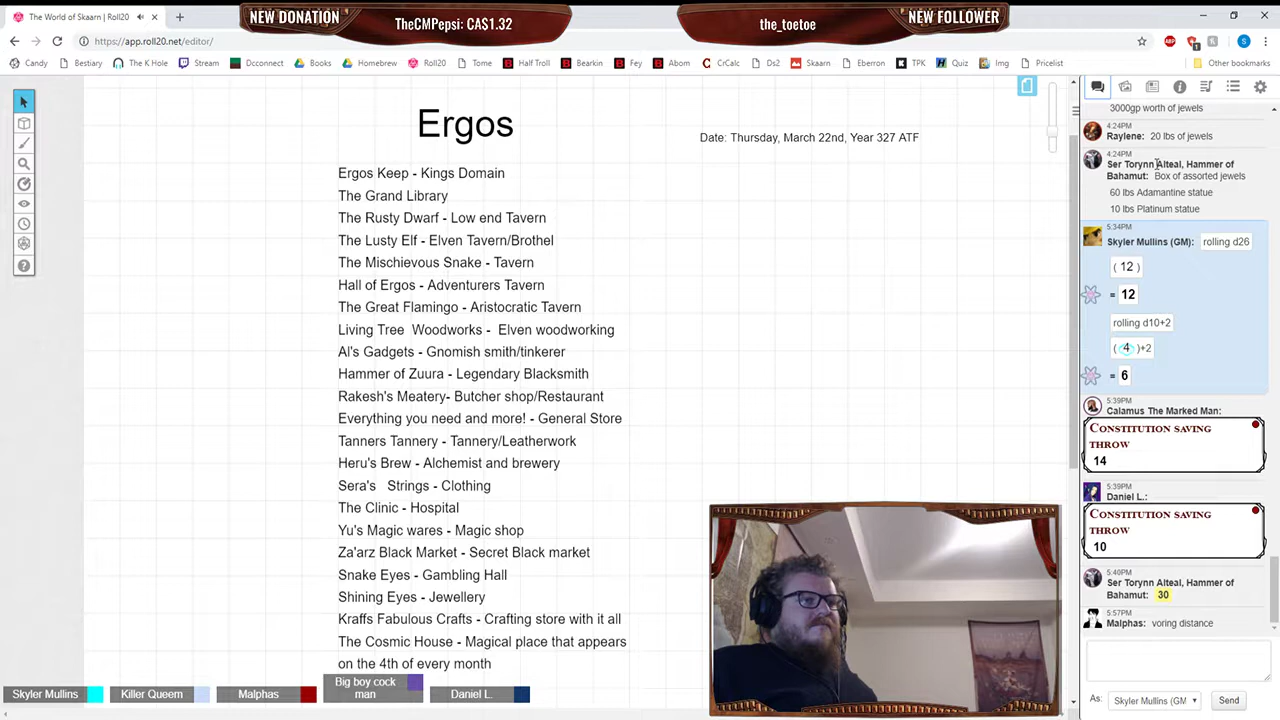 The World of Skaarn | Roll20
NEW DONATION
TheCMPepsi: CA$1.32
the_toetoe
NEW FOLLOWER
https://app.roll20.net/editor/
Candy
Bestiary
The K Hole
Stream
Dcconnect
Books
Homebrew
Roll20
Tome
Half Troll
Bearkin
Fey
Abom
CrCalc
Ds2
Skaarn
Eberron
TPK
Quiz
Img
Pricelist
Other bookmarks
Ergos
Date: Thursday, March 22nd, Year 327 ATF
Ergos Keep - Kings Domain
The Grand Library
The Rusty Dwarf - Low end Tavern
The Lusty Elf - Elven Tavern/Brothel
The Mischievous Snake - Tavern
Hall of Ergos - Adventurers Tavern
The Great Flamingo - Aristocratic Tavern
Living Tree Woodworks - Elven woodworking
Al's Gadgets - Gnomish smith/tinkerer
Hammer of Zuura - Legendary Blacksmith
Rakesh's Meatery- Butcher shop/Restaurant
Everything you need and more! - General Store
Tanners Tannery - Tannery/Leatherwork
Heru's Brew - Alchemist and brewery
Sera's Strings - Clothing
The Clinic - Hospital
Yu's Magic wares - Magic shop
Za'arz Black Market - Secret Black market
Snake Eyes - Gambling Hall
Shining Eyes - Jewellery
Kraffs Fabulous Crafts - Crafting store with it all
The Cosmic House - Magical place that appears
on the 4th of every month
Skyler Mullins
Killer Queem
Malphas
Big boy cock
man
Daniel L.
3000gp worth of jewels
4:24PM
Raylene: 20 lbs of jewels
4:24PM
Ser Torynn Alteal, Hammer of
Bahamut: Box of assorted jewels
60 lbs Adamantine statue
10 lbs Platinum statue
5:34PM
Skyler Mullins (GM): rolling d26
( 12 )
= 12
rolling d10+2
( 4 )+2
= 6
5:39PM
Calamus The Marked Man:
CONSTITUTION SAVING
THROW
14
5:39PM
Daniel L.:
CONSTITUTION SAVING
THROW
10
5:40PM
Ser Torynn Alteal, Hammer of
Bahamut: 30
5:57PM
Malphas: voring distance
As: Skyler Mullins (GM
Send